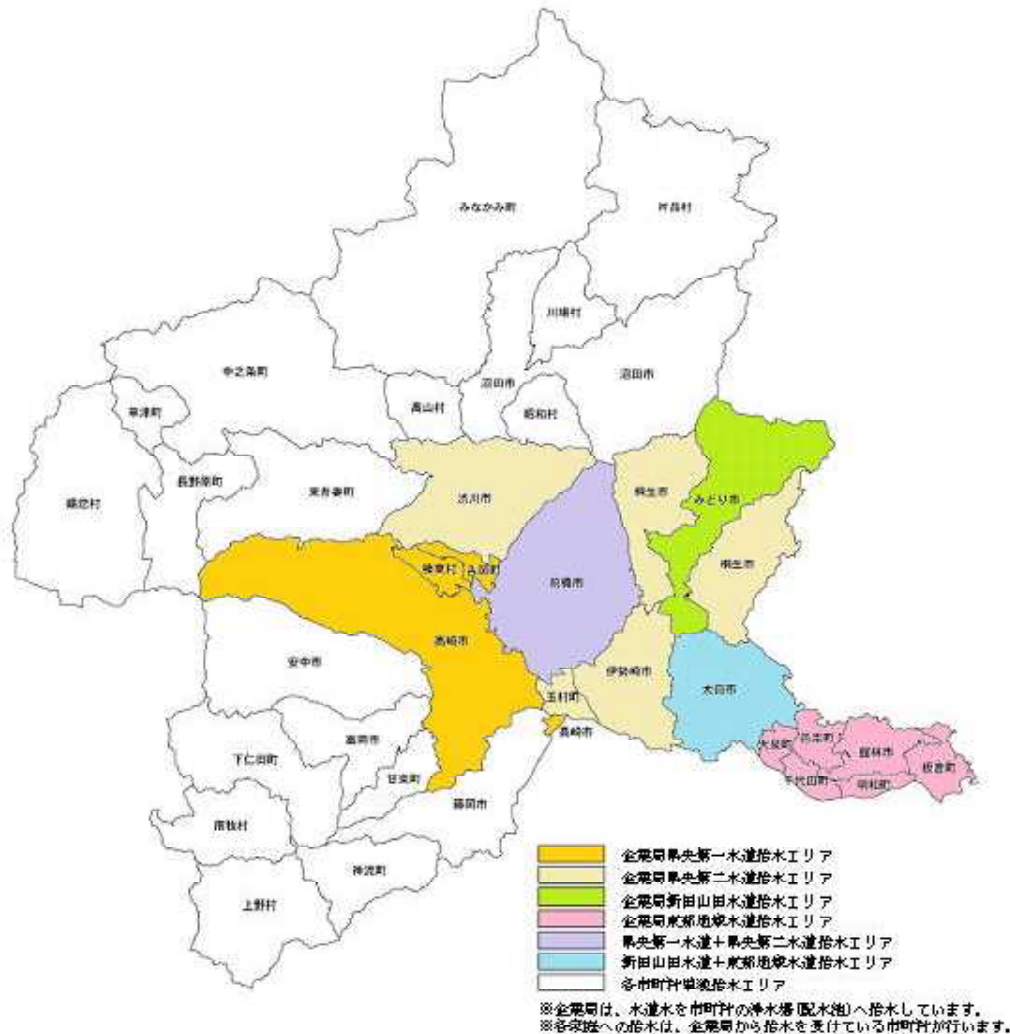 みなかみ町
片品村
川場村
中之条町
沼田市
沼田市
高山村
昭和村
草津町
長野原町
東吾妻町
渋川市
桐生市
みどり市
嬬恋村
榛東村
吉岡町
前橋市
桐生市
高崎市
安中市
伊勢崎市
太田市
玉村町
高崎市
富岡市
下仁田町
大泉町
邑楽町
館林市
板倉町
甘楽町
千代田町
明和町
藤岡市
南牧村
神流町
上野村
企業局県央第一水道給水エリア
企業局県央第二水道給水エリア
企業局新田山田水道給水エリア
企業局東部地域水道給水エリア
県央第一水道＋県央第二水道給水エリア
新田山田水道＋東部地域水道給水エリア
各市町村単独給水エリア
※企業局は、水道水を市町村の浄水場(配水池)へ給水しています。
※各家庭への給水は、企業局から給水を受けている市町村が行います。